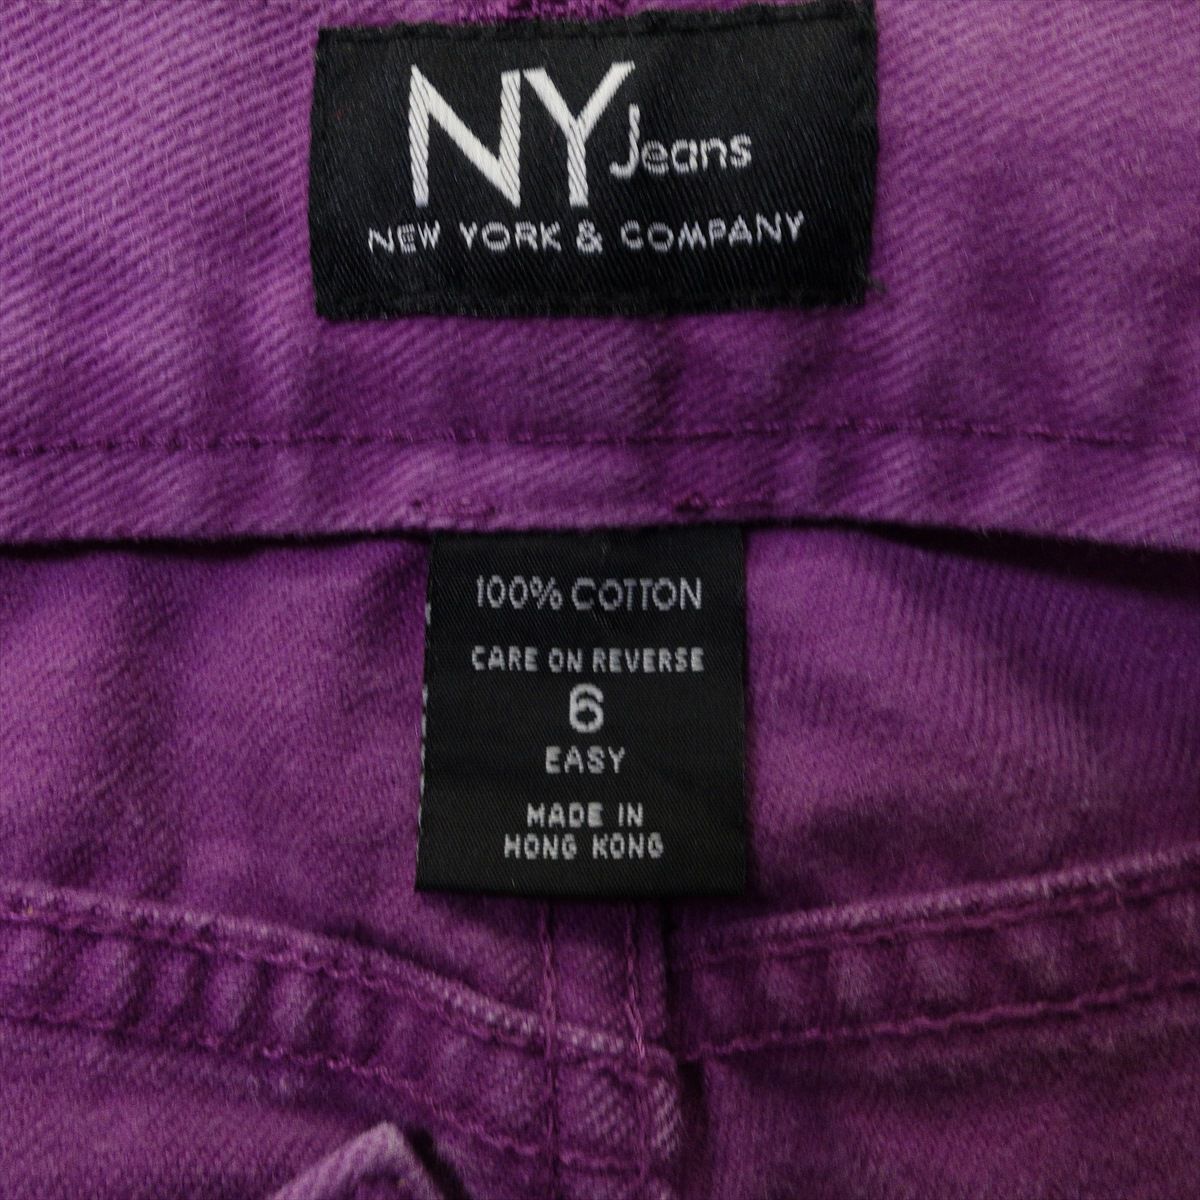 NY Jeans
NEW YORK & COMPANY
100% COTTON
CARE ON REVERSE
6
EASY
MADE IN
HONG KONG